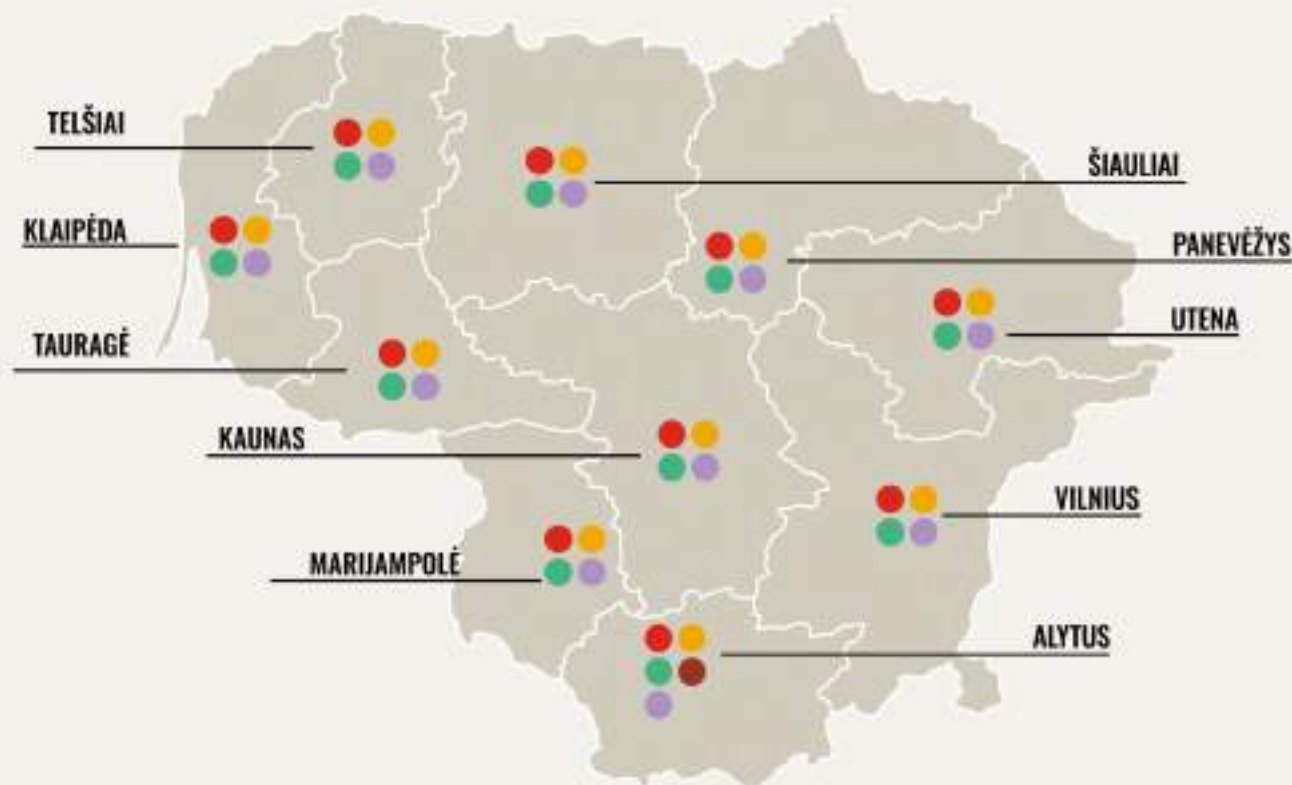 TELŠIAI
ŠIAULIAI
KLAIPĖDA
PANEVĖŽYS
UTENA
TAURAGĖ
KAUNAS
VILNIUS
MARIJAMPOLĖ
ALYTUS